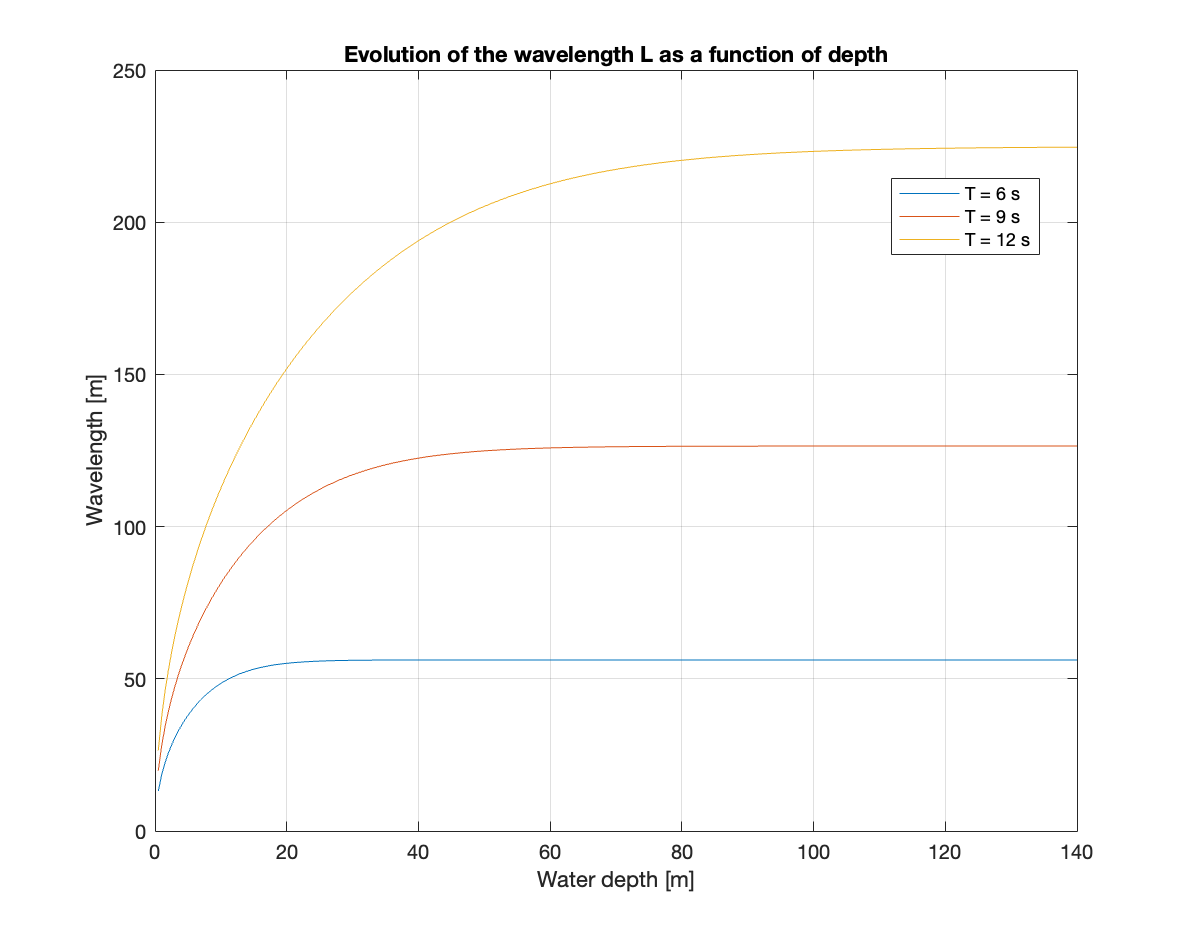 Evolution of the wavelength L as a function of depth
250
200
150
100
50
0
Wavelength [m]
T = 6 s
T = 9 s
T = 12 s
0 20 40 60 80 100 120 140
Water depth [m]